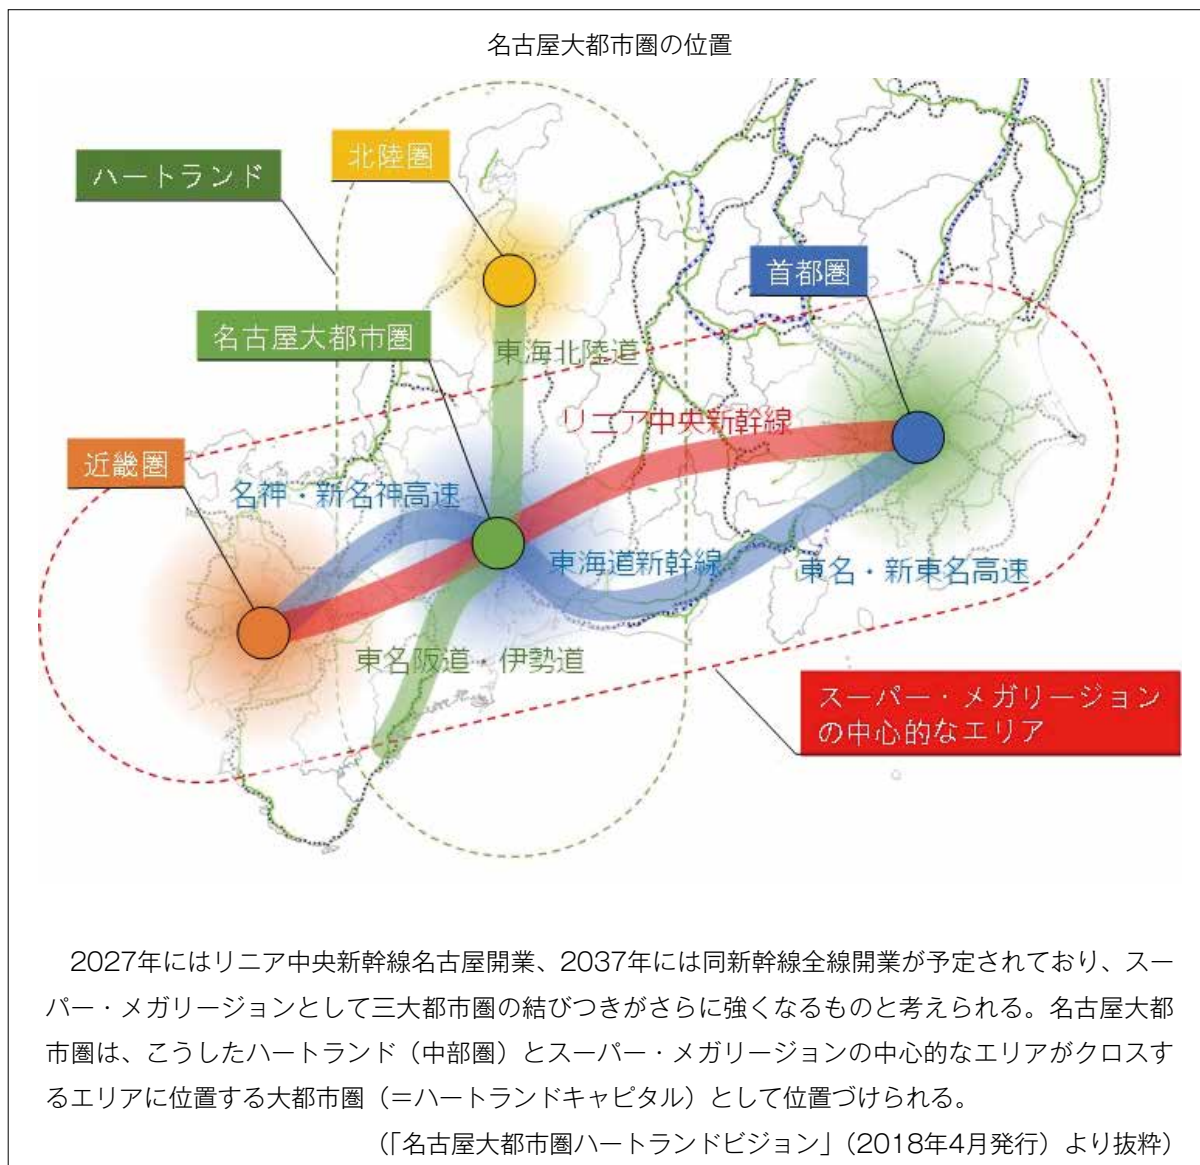 名古屋大都市圏の位置
北陸圏
ハートランド
首都圏
名古屋大都市圏
東海北陸道
リニア中央新幹線
近畿圏
名神・新名神高速
東海道新幹線
東名・新東名高速
東名阪道・伊勢道
スーパー・メガリージョン
の中心的なエリア
2027年にはリニア中央新幹線名古屋開業、2037年には同新幹線全線開業が予定されており、スー
パー・メガリージョンとして三大都市圏の結びつきがさらに強くなるものと考えられる。名古屋大都
市圏は、こうしたハートランド（中部圏）とスーパー・メガリージョンの中心的なエリアがクロスす
るエリアに位置する大都市圏（＝ハートランドキャピタル）として位置づけられる。
（「名古屋大都市圏ハートランドビジョン」（2018年4月発行）より抜粋）